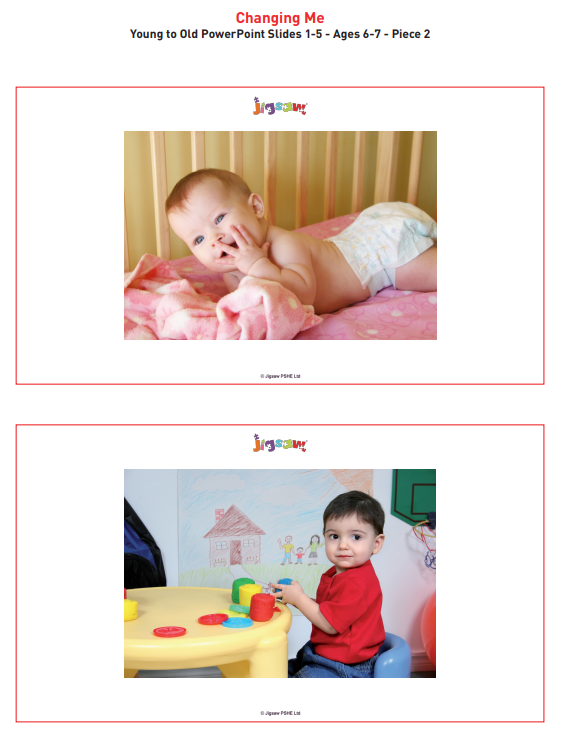 Changing Me
Young to Old PowerPoint Slides 1-5 - Ages 6-7 - Piece 2
jigsaw
© Jigsaw PSHE Ltd
jigsaw
© Jigsaw PSHE Ltd